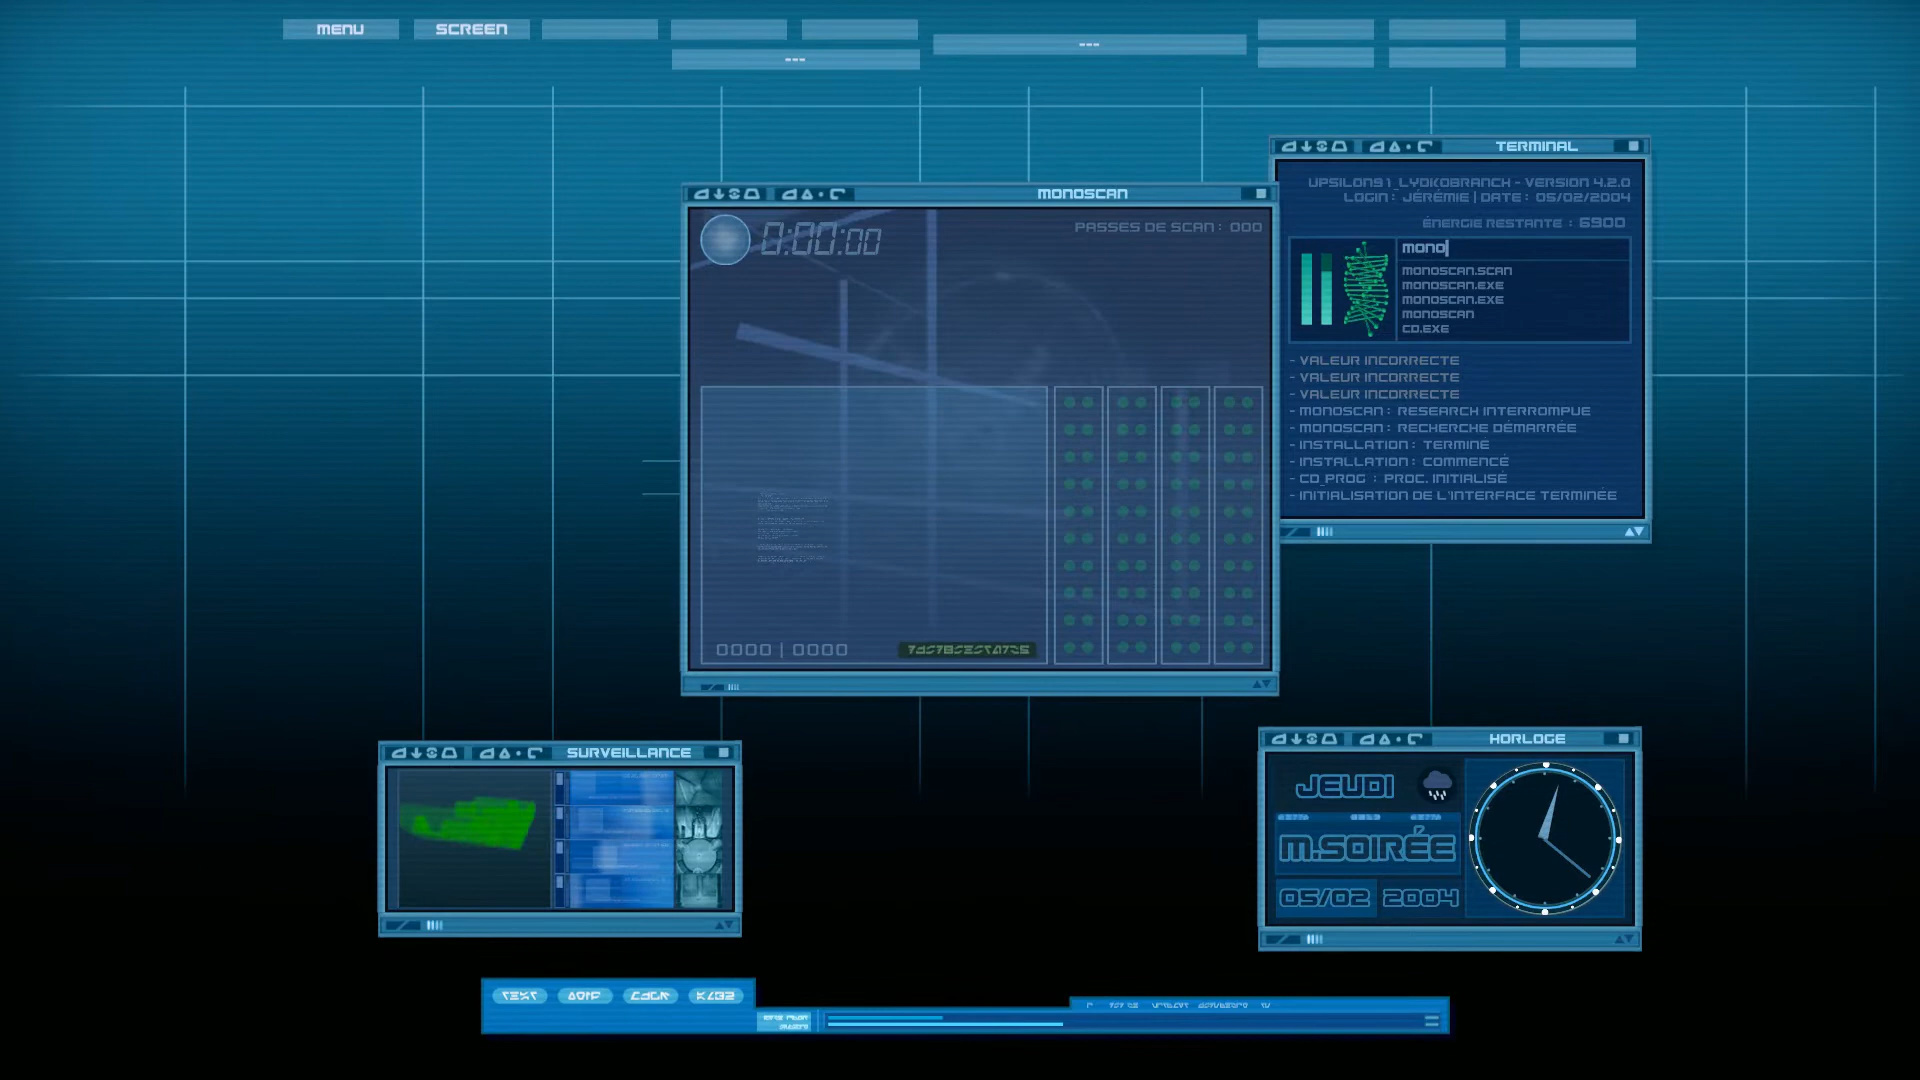 MENU
SCREEN
---
---
TERMINAL
UPSILON91_LYOKOBRANCH - VERSION 4.2.0
LOGIN : JÉRÉMIE | DATE : 05/02/2004
ÉNERGIE RESTANTE : 6900
MONO
MONOSCAN.SCAN
MONOSCAN.EXE
MONOSCAN.EXE
MONOSCAN
CD.EXE
- VALEUR INCORRECTE
- VALEUR INCORRECTE
- VALEUR INCORRECTE
- MONOSCAN : RESEARCH INTERROMPUE
- MONOSCAN : RECHERCHE DÉMARRÉE
- INSTALLATION : TERMINÉ
- INSTALLATION : COMMENCÉ
- CD_PROG : PROC. INITIALISÉ
- INITIALISATION DE L'INTERFACE TERMINÉE
MONOSCAN
0:00:00
PASSES DE SCAN : 000
0000 | 0000
SURVEILLANCE
HORLOGE
JEUDI
M.SOIRÉE
05/02 2004